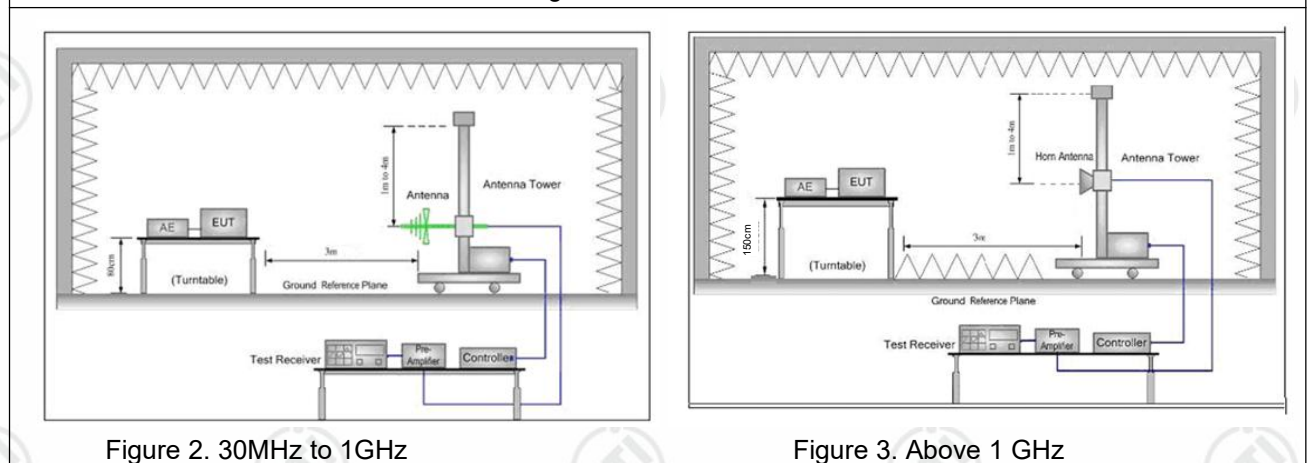 1m to 4m
Antenna
Antenna Tower
AE
EUT
80cm
3m
(Turntable)
Ground Reference Plane
Test Receiver
Pre-
Amplifier
Controller
Figure 2. 30MHz to 1GHz
1m to 4m
Horn Antenna
Antenna Tower
AE
EUT
150cm
3m
(Turntable)
Ground Reference Plane
Test Receiver
Pre-
Amplifier
Controller
Figure 3. Above 1 GHz